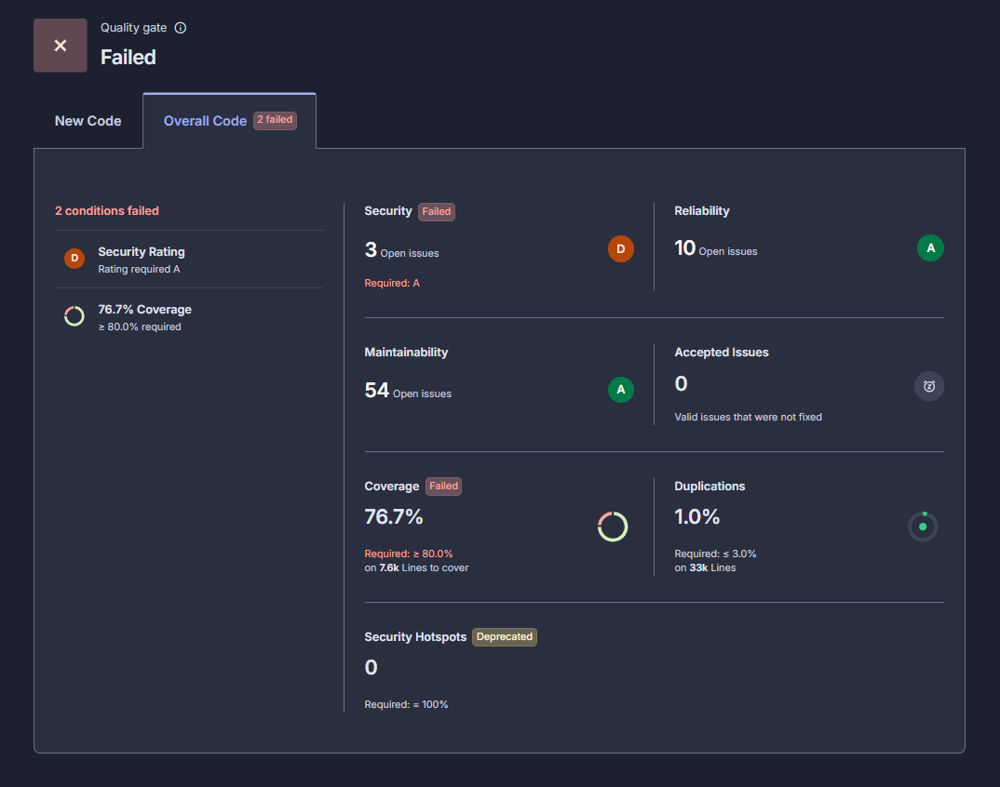 Quality gate
Failed
New Code
Overall Code 2 failed
2 conditions failed
D
Security Rating
Rating required A
76.7% Coverage
≥ 80.0% required
Security Failed
3 Open issues
D
Required: A
Reliability
10 Open issues
A
Maintainability
54 Open issues
A
Accepted Issues
0
Valid issues that were not fixed
Coverage Failed
76.7%
Required: ≥ 80.0%
on 7.6k Lines to cover
Duplications
1.0%
Required: ≤ 3.0%
on 33k Lines
Security Hotspots Deprecated
0
Required: = 100%